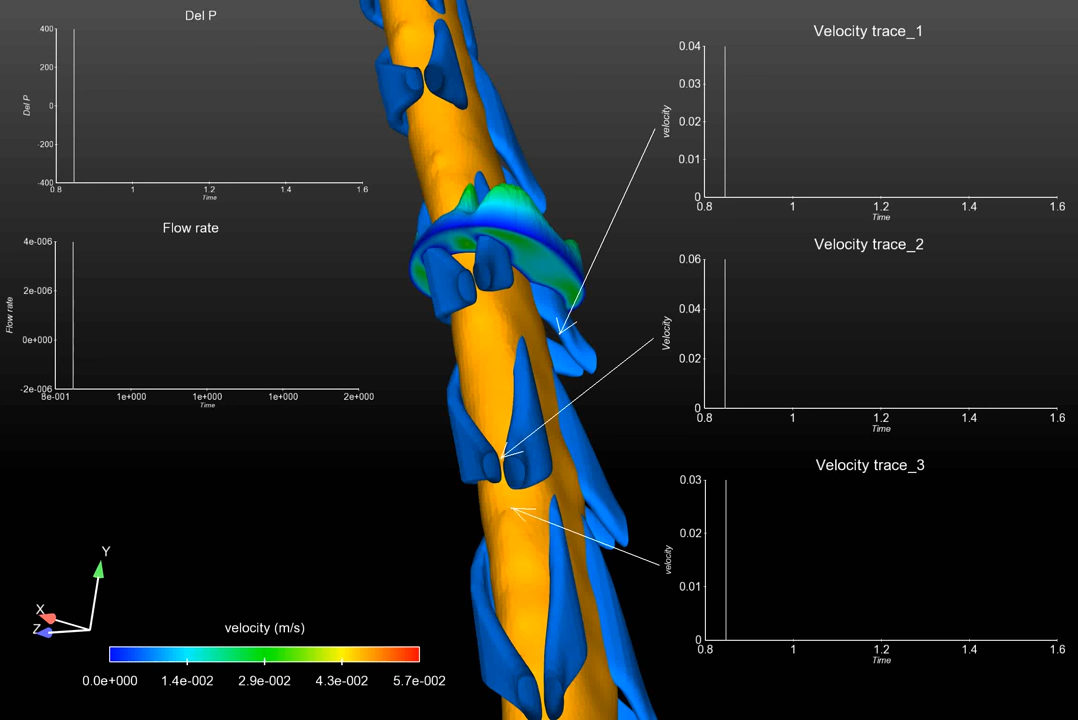 Del P
400
200
0
-200
-400
Del P
0.8 1 1.2 1.4 1.6
Time
Flow rate
4e-006
2e-006
0e+000
-2e-006
Flow rate
8e-001 1e+000 1e+000 1e+000 2e+000
Time
Velocity trace_1
0.04
0.03
0.02
0.01
0
velocity
0.8 1 1.2 1.4 1.6
Time
Velocity trace_2
0.06
0.04
0.02
0
Velocity
0.8 1 1.2 1.4 1.6
Time
Velocity trace_3
0.03
0.02
0.01
0
velocity
0.8 1 1.2 1.4 1.6
Time
Y
X
Z
velocity (m/s)
0.0e+000 1.4e-002 2.9e-002 4.3e-002 5.7e-002